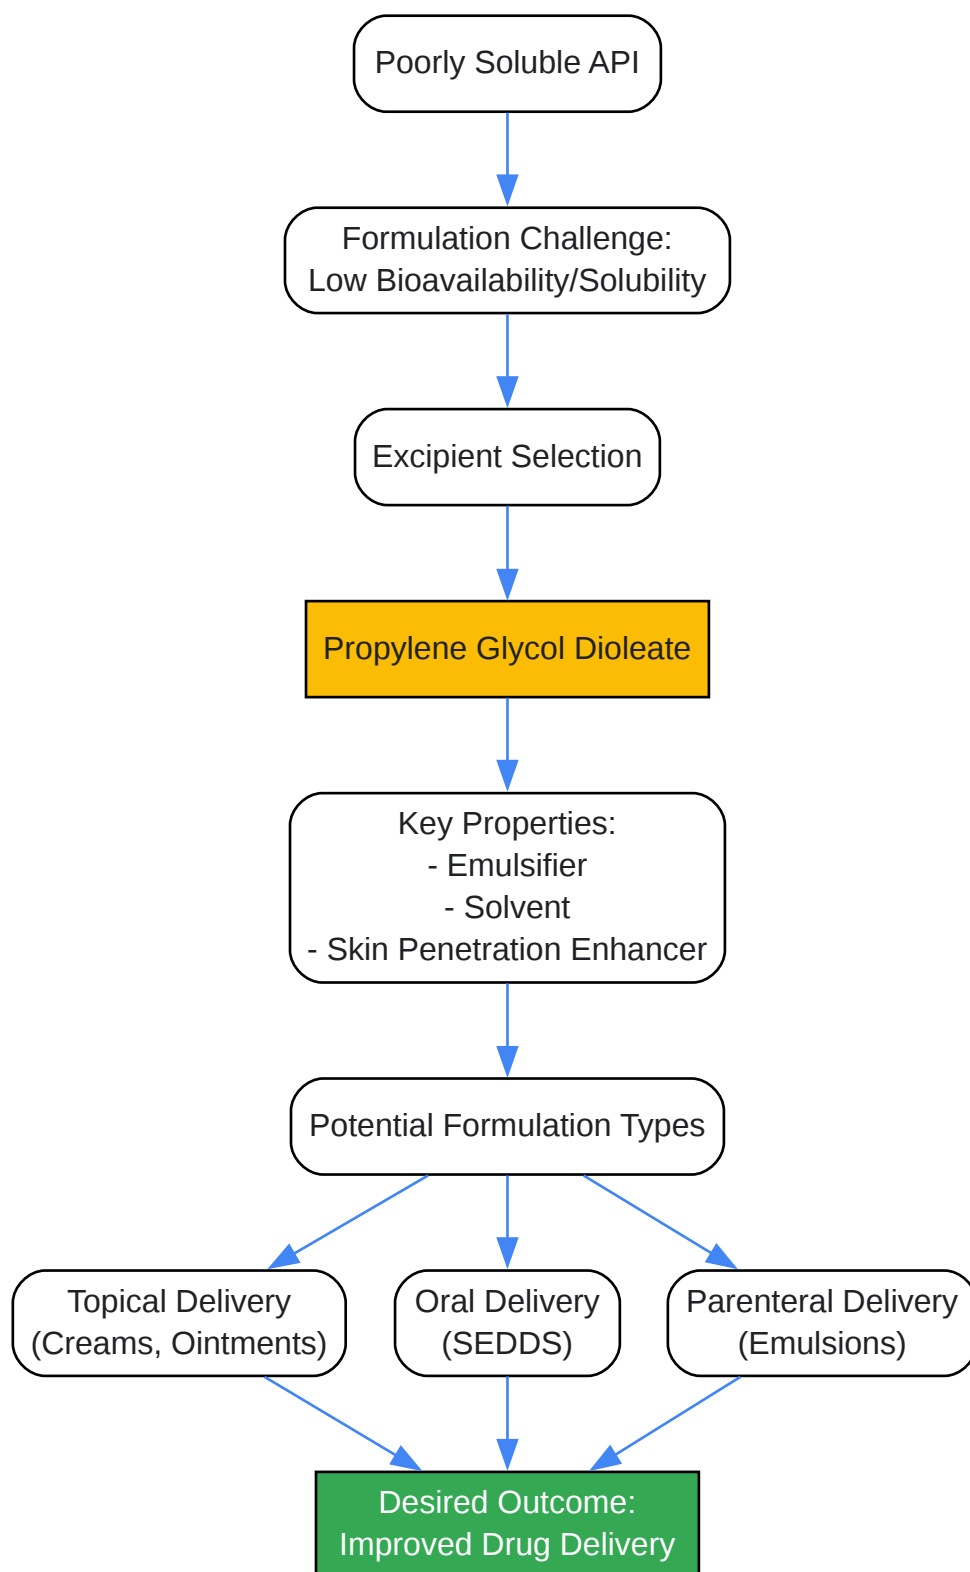 Poorly Soluble API
Formulation Challenge:
Low Bioavailability/Solubility
Excipient Selection
Propylene Glycol Dioleate
Key Properties:
- Emulsifier
- Solvent
- Skin Penetration Enhancer
Potential Formulation Types
Topical Delivery
(Creams, Ointments)
Oral Delivery
(SEDDS)
Parenteral Delivery
(Emulsions)
Desired Outcome:
Improved Drug Delivery